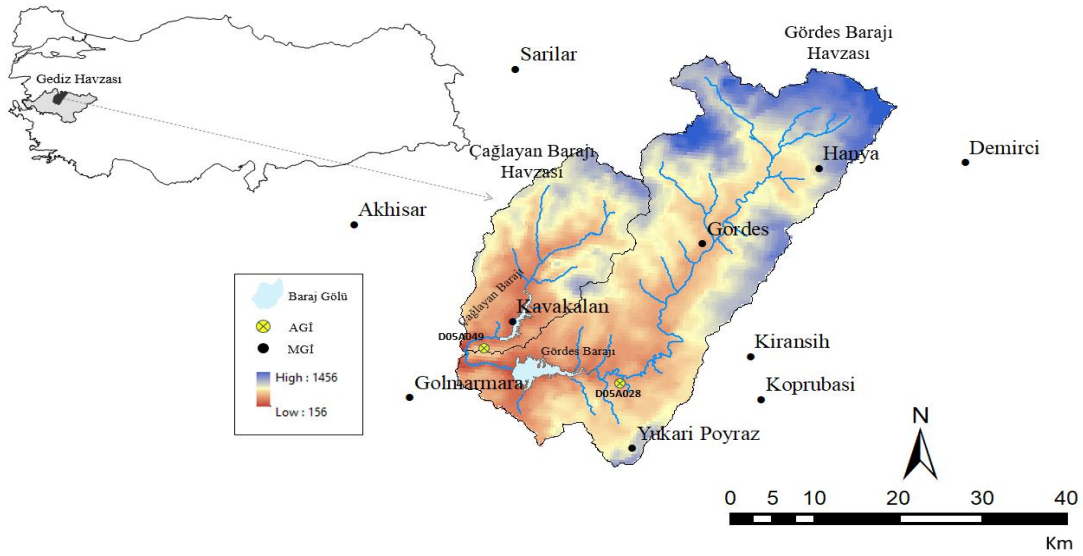 Gördes Barajı
Havzası
Sarilar
Gediz Havzası
Demirci
Hanya
Çağlayan Barajı
Havzası
Akhisar
Gördes
Baraj Gölü
Çağlayan Barajı
Kavakalan
AGİ
D05A049
MGİ
Gördes Barajı
Kiransih
High : 1456
Golmarmara
D05A028
Koprubasi
Low : 156
Yukari Poyraz
N
0 5 10 20 30 40
Km